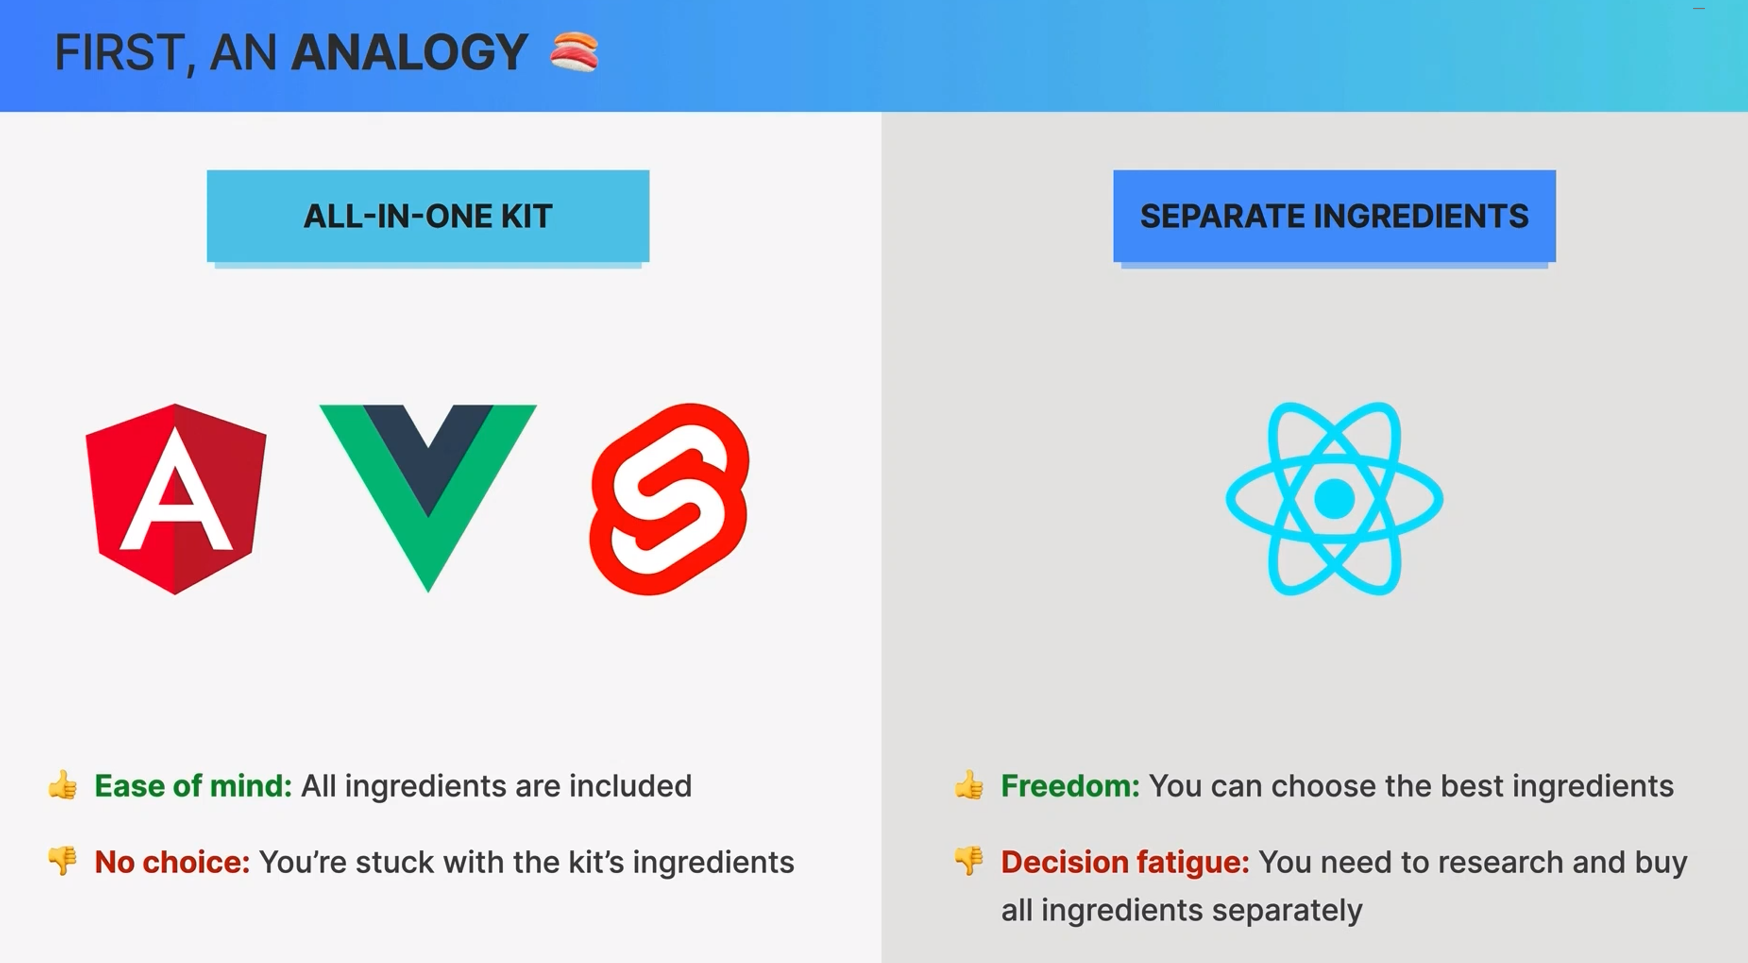 FIRST, AN ANALOGY
ALL-IN-ONE KIT
Ease of mind: All ingredients are included
No choice: You’re stuck with the kit’s ingredients
SEPARATE INGREDIENTS
Freedom: You can choose the best ingredients
Decision fatigue: You need to research and buy
all ingredients separately